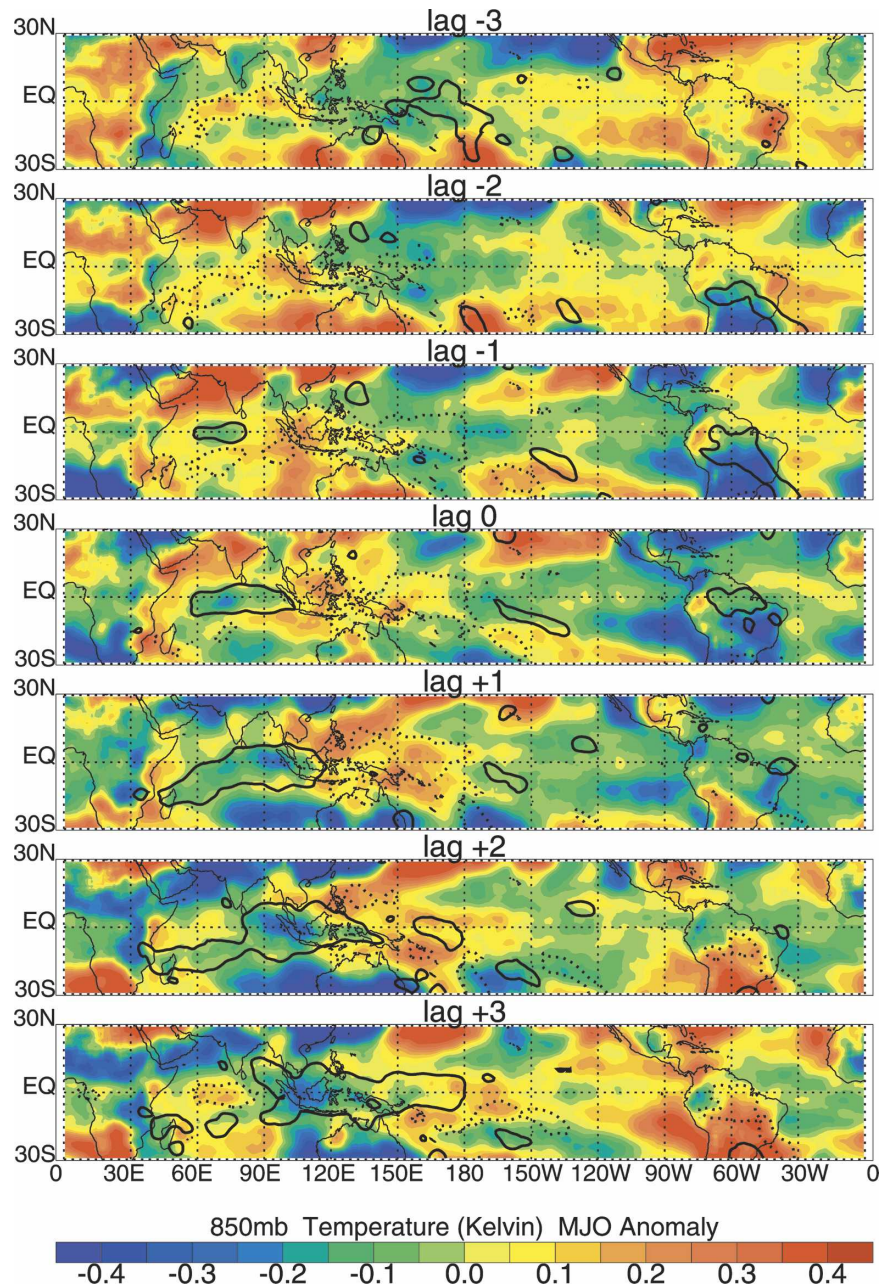 lag -3
30N
EQ
30S
lag -2
30N
EQ
30S
lag -1
30N
EQ
30S
lag 0
30N
EQ
30S
lag +1
30N
EQ
30S
lag +2
30N
EQ
30S
lag +3
30N
EQ
30S
0 30E 60E 90E 120E 150E 180 150W 120W 90W 60W 30W 0
850mb Temperature (Kelvin) MJO Anomaly
-0.4 -0.3 -0.2 -0.1 0.0 0.1 0.2 0.3 0.4